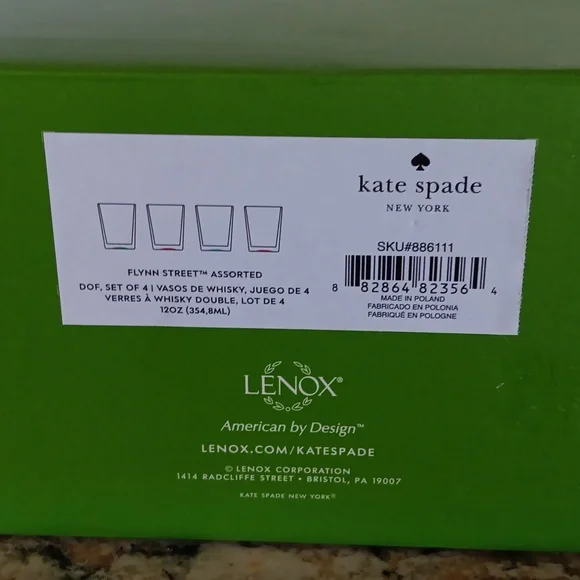 kate spade
NEW YORK
SKU#886111
8 82864 82356 4
MADE IN POLAND
FABRICADO EN POLONIA
FABRIQUÉ EN POLOGNE
FLYNN STREET™ ASSORTED
DOF, SET OF 4 | VASOS DE WHISKY, JUEGO DE 4
VERRES À WHISKY DOUBLE, LOT DE 4
12OZ (354,8ML)
LENOX®
American by Design™
LENOX.COM/KATESPADE
© LENOX CORPORATION
1414 RADCLIFFE STREET • BRISTOL, PA 19007
KATE SPADE NEW YORK®